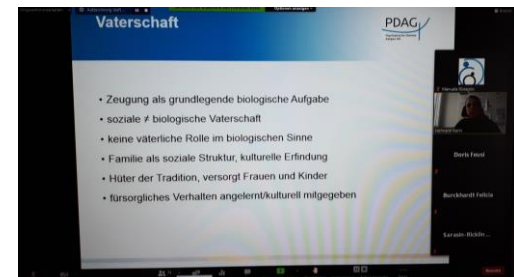 Vaterschaft
PDAG
• Zeugung als grundlegende biologische Aufgabe
• soziale ≠ biologische Vaterschaft
• keine väterliche Rolle im biologischen Sinne
• Familie als soziale Struktur, kulturelle Erfindung
• Hüter der Tradition, versorgt Frauen und Kinder
• fürsorgliches Verhalten angelernt/kulturell mitgegeben
Doris Feusi
Burckhardt Felicia